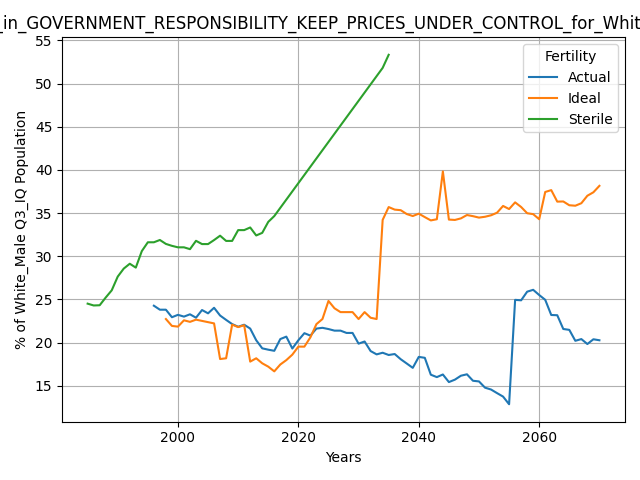 _in_GOVERNMENT_RESPONSIBILITY_KEEP_PRICES_UNDER_CONTROL_for_Whit
55
50
45
40
35
30
25
20
15
% of White_Male Q3_IQ Population
Fertility
Actual
Ideal
Sterile
2000
2020
2040
2060
Years